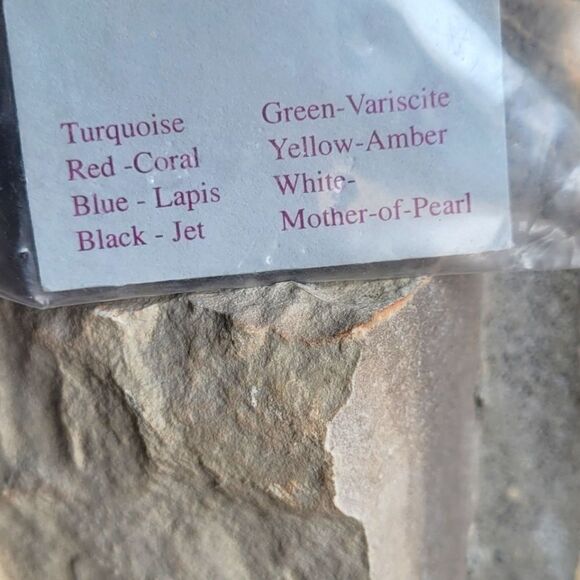 Turquoise
Red -Coral
Blue - Lapis
Black - Jet
Green-Variscite
Yellow-Amber
White-
Mother-of-Pearl